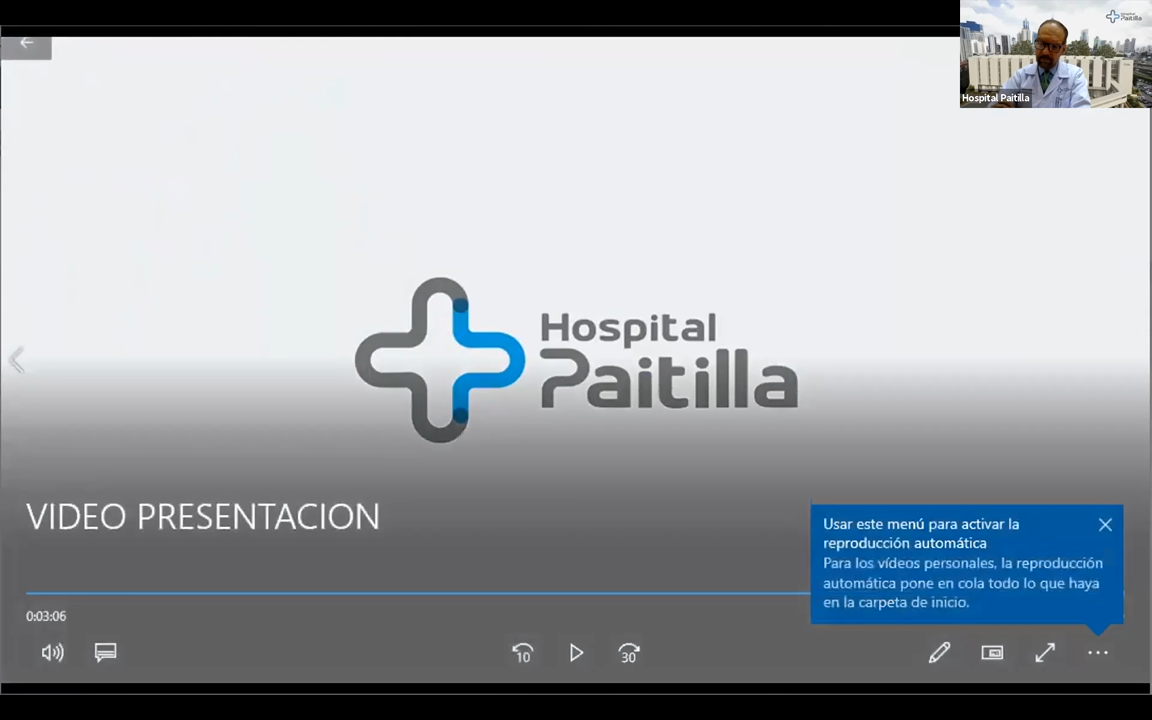 Hospital
Paitilla
Hospital Paitilla
Hospital
Paitilla
VIDEO PRESENTACION
Usar este menú para activar la
reproducción automática
Para los vídeos personales, la reproducción
automática pone en cola todo lo que haya
en la carpeta de inicio.
0:03:06
10
30